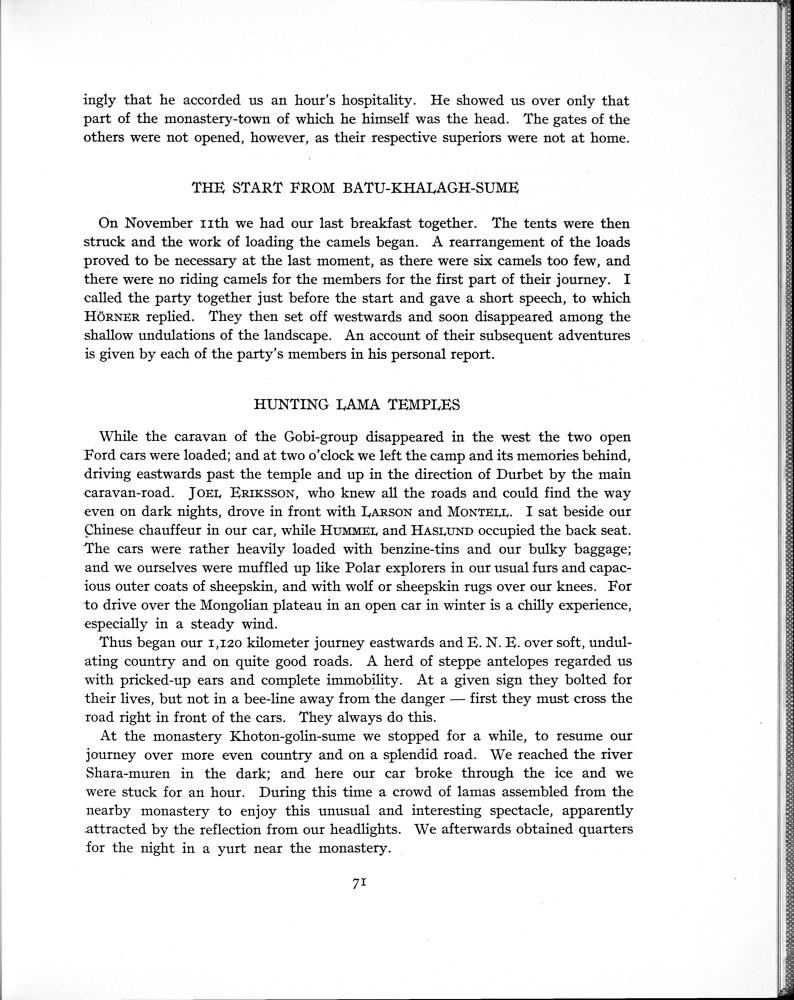 ingly that he accorded us an hour's hospitality. He showed us over only that
part of the monastery-town of which he himself was the head. The gates of the
others were not opened, however, as their respective superiors were not at home.
THE START FROM BATU-KHALAGH-SUME
On November 11th we had our last breakfast together. The tents were then
struck and the work of loading the camels began. A rearrangement of the loads
proved to be necessary at the last moment, as there were six camels too few, and
there were no riding camels for the members for the first part of their journey. I
called the party together just before the start and gave a short speech, to which
HÖRNER replied. They then set off westwards and soon disappeared among the
shallow undulations of the landscape. An account of their subsequent adventures
is given by each of the party's members in his personal report.
HUNTING LAMA TEMPLES
While the caravan of the Gobi-group disappeared in the west the two open
Ford cars were loaded; and at two o'clock we left the camp and its memories behind,
driving eastwards past the temple and up in the direction of Durbet by the main
caravan-road. JOEL ERIKSSON, who knew all the roads and could find the way
even on dark nights, drove in front with LARSON and MONTELL. I sat beside our
Chinese chauffeur in our car, while HUMMEL and HASLUND occupied the back seat.
The cars were rather heavily loaded with benzine-tins and our bulky baggage;
and we ourselves were muffled up like Polar explorers in our usual furs and capac-
ious outer coats of sheepskin, and with wolf or sheepskin rugs over our knees. For
to drive over the Mongolian plateau in an open car in winter is a chilly experience,
especially in a steady wind.
Thus began our 1,120 kilometer journey eastwards and E. N. E. over soft, undul-
ating country and on quite good roads. A herd of steppe antelopes regarded us
with pricked-up ears and complete immobility. At a given sign they bolted for
their lives, but not in a bee-line away from the danger — first they must cross the
road right in front of the cars. They always do this.
At the monastery Khoton-golin-sume we stopped for a while, to resume our
journey over more even country and on a splendid road. We reached the river
Shara-muren in the dark; and here our car broke through the ice and we
were stuck for an hour. During this time a crowd of lamas assembled from the
nearby monastery to enjoy this unusual and interesting spectacle, apparently
attracted by the reflection from our headlights. We afterwards obtained quarters
for the night in a yurt near the monastery.
71